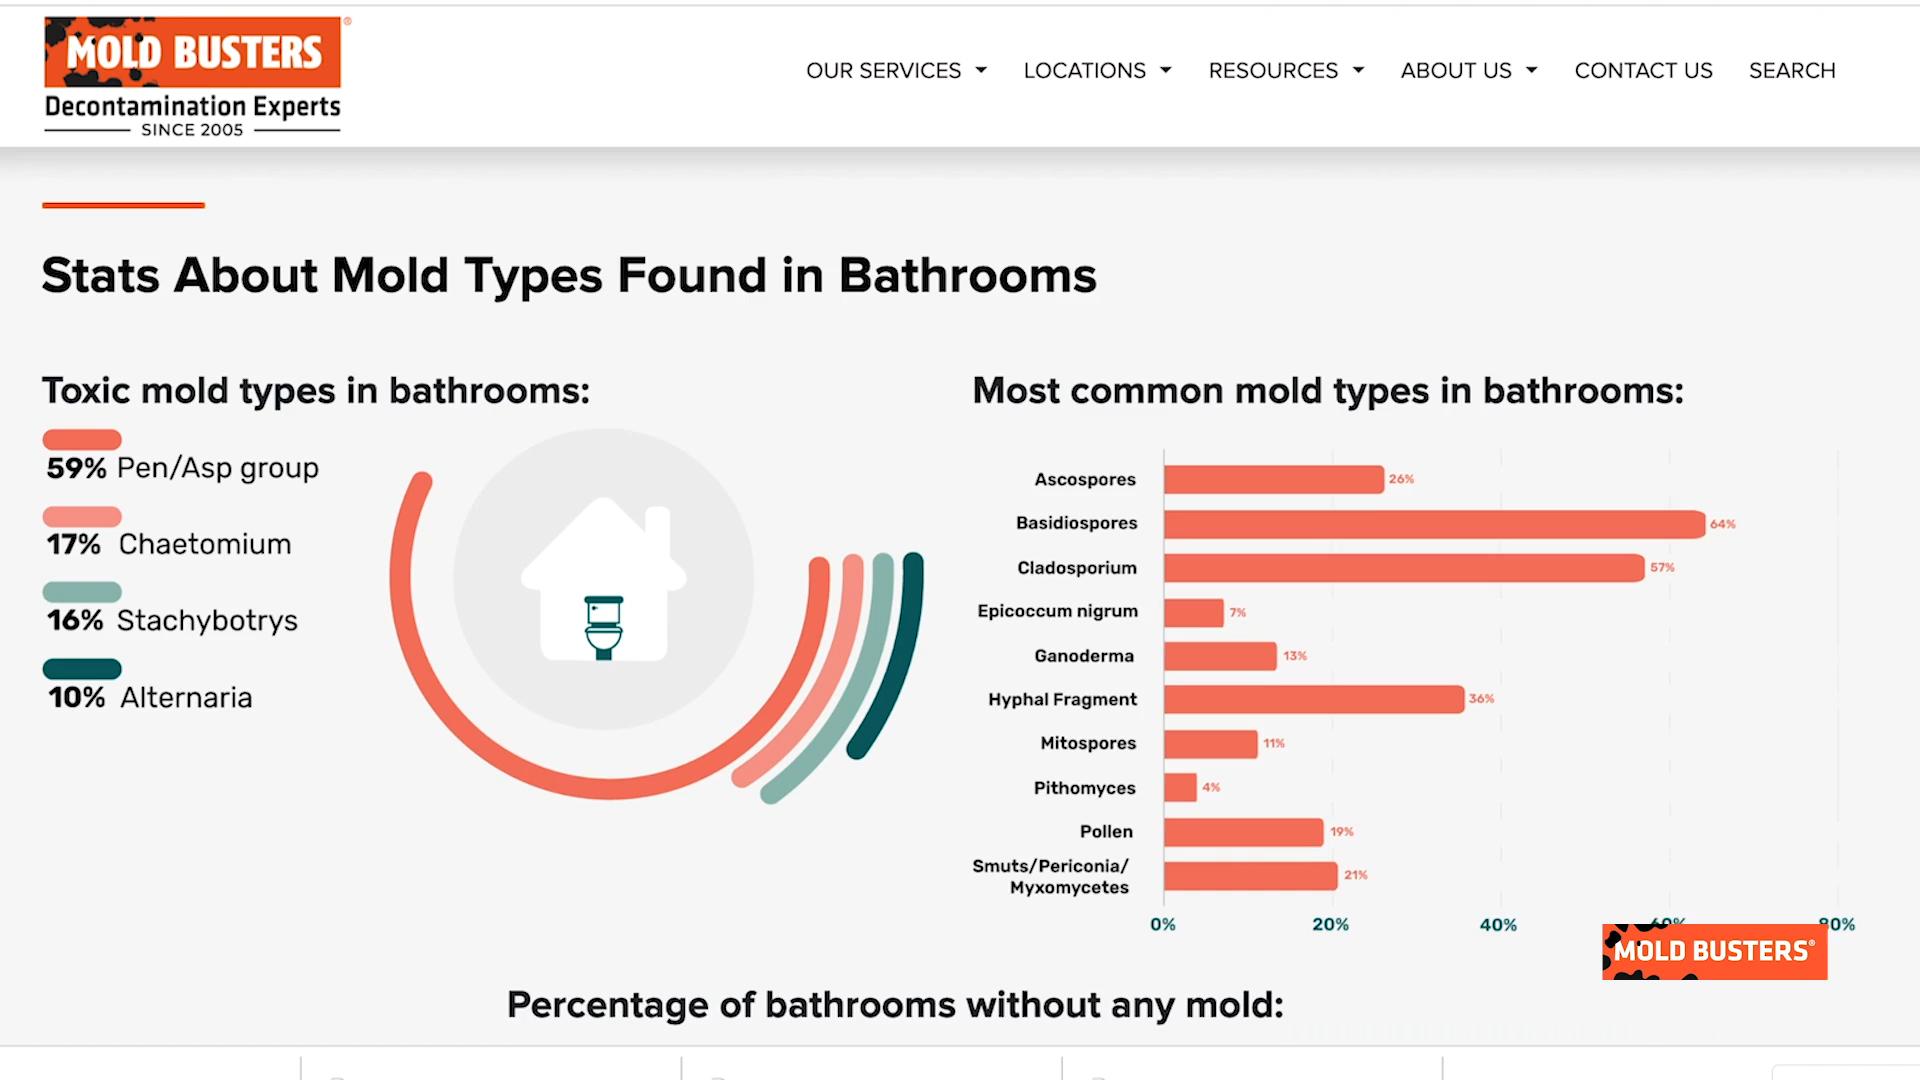 MOLD BUSTERS®
Decontamination Experts
SINCE 2005
OUR SERVICES
LOCATIONS
RESOURCES
ABOUT US
CONTACT US
SEARCH
Stats About Mold Types Found in Bathrooms
Toxic mold types in bathrooms:
59% Pen/Asp group
17% Chaetomium
16% Stachybotrys
10% Alternaria
Most common mold types in bathrooms:
Ascospores 26%
Basidiospores 64%
Cladosporium 57%
Epicoccum nigrum 7%
Ganoderma 13%
Hyphal Fragment 36%
Mitospores 11%
Pithomyces 4%
Pollen 19%
Smuts/Periconia/
Myxomycetes 21%
0% 20% 40% 60% 80%
MOLD BUSTERS®
Percentage of bathrooms without any mold: